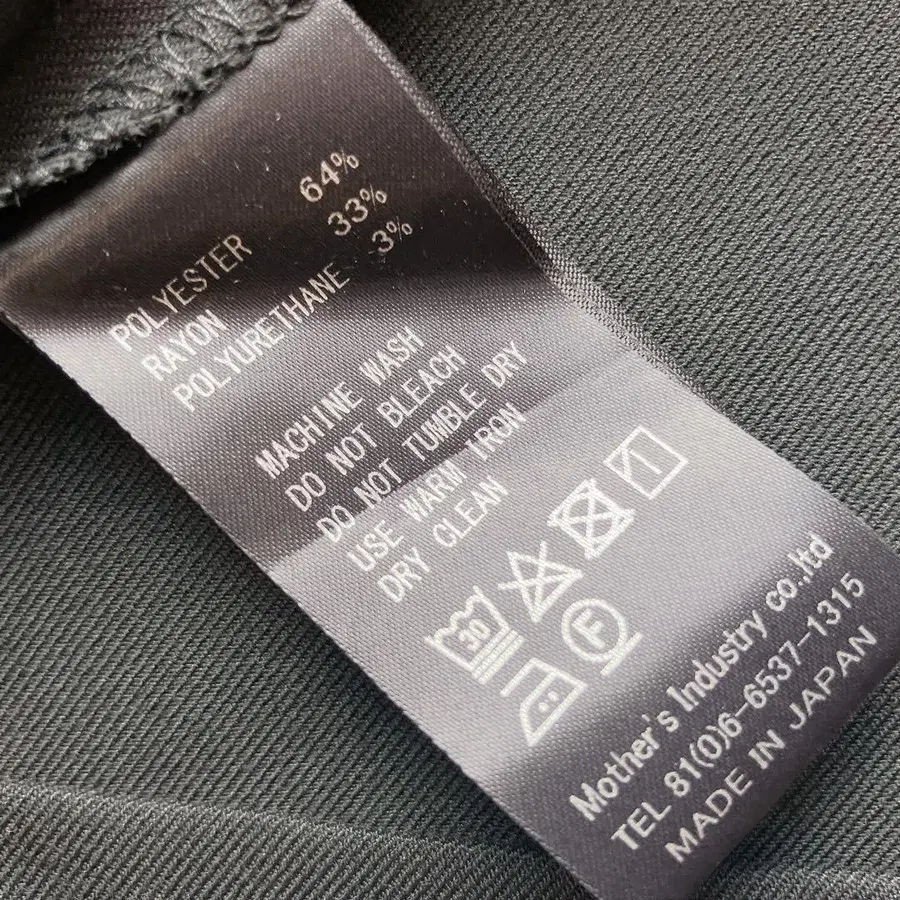 POLYESTER 64%
RAYON 33%
POLYURETHANE 3%
MACHINE WASH
DO NOT BLEACH
DO NOT TUMBLE DRY
USE WARM IRON
DRY CLEAN
30
F
Mother's Industry co.,ltd
TEL 81(0)6-6537-1315
MADE IN JAPAN